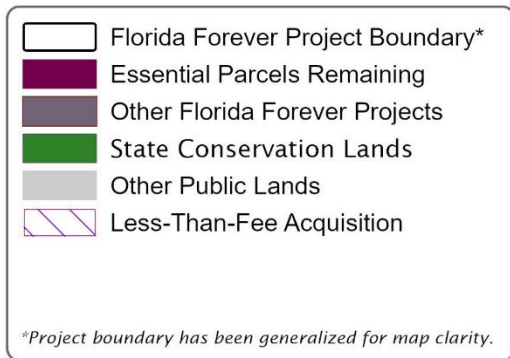 Florida Forever Project Boundary*
Essential Parcels Remaining
Other Florida Forever Projects
State Conservation Lands
Other Public Lands
Less-Than-Fee Acquisition
*Project boundary has been generalized for map clarity.